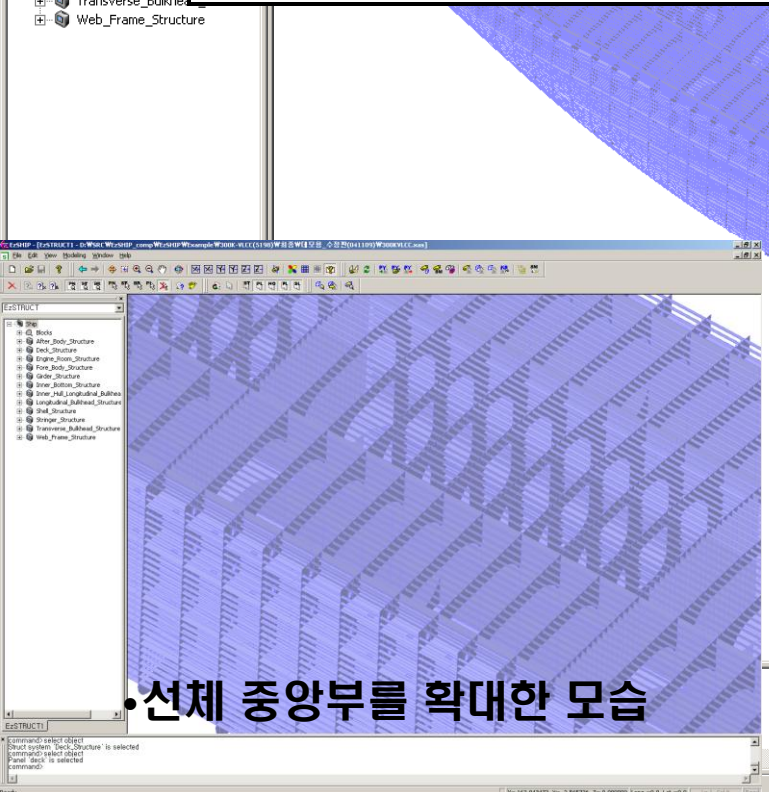 Web_Frame_Structure
File Edit View Modeling Window Help
EzSTRUCT
Ship
Blocks
After_Body_Structure
Deck_Structure
Engine_Room_Structure
Fore_Body_Structure
Girder_Structure
Inner_Bottom_Structure
Inner_Hull_Longitudinal_Bulkhea
Longitudinal_Bulkhead_Structure
Shell_Structure
Stringer_Structure
Transverse_Bulkhead_Structure
Web_Frame_Structure
•선체 중앙부를 확대한 모습
EzSTRUCT1
command> select object
Struct system 'Deck_Structure' is selected
command> select object
Panel 'deck' is selected
command>